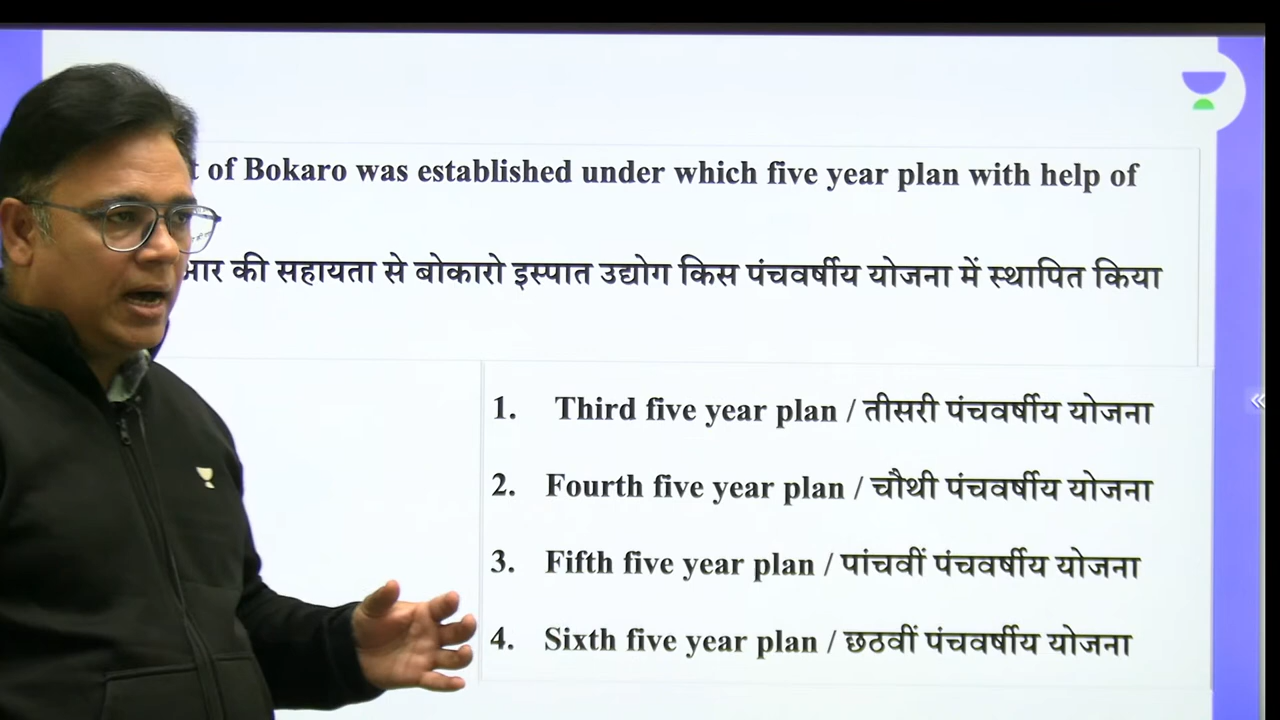 of Bokaro was established under which five year plan with help of
की सहायता से बोकारो इस्पात उद्योग किस पंचवर्षीय योजना में स्थापित किया
1. Third five year plan / तीसरी पंचवर्षीय योजना
2. Fourth five year plan / चौथी पंचवर्षीय योजना
3. Fifth five year plan / पांचवीं पंचवर्षीय योजना
4. Sixth five year plan / छठवीं पंचवर्षीय योजना